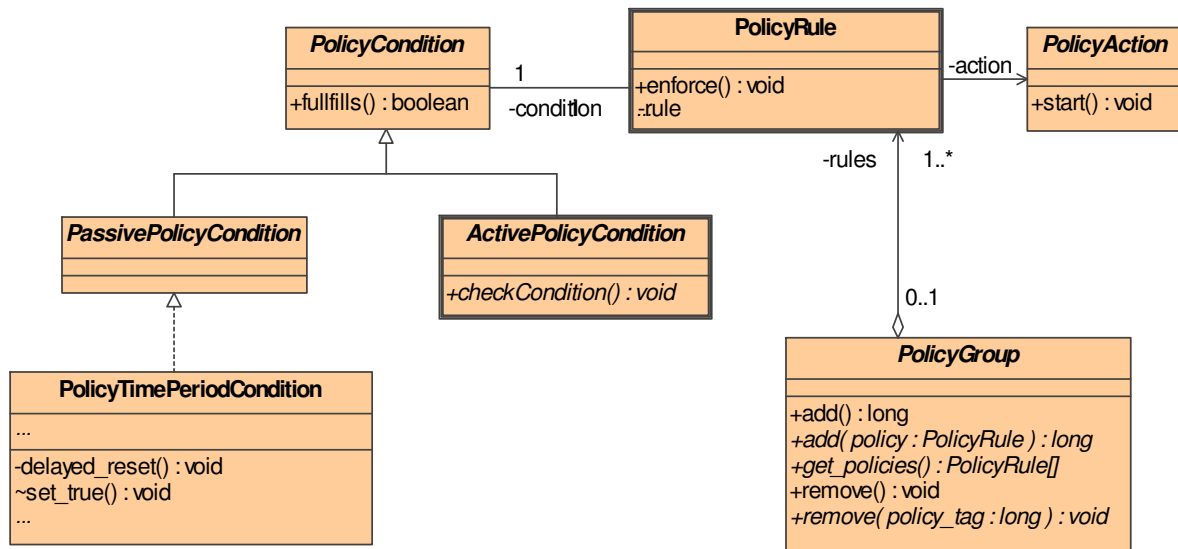 PolicyCondition
+fullfills() : boolean
1
-condition
1
PolicyRule
+enforce() : void
-rule
-action
PolicyAction
+start() : void
-rules
1..*
PassivePolicyCondition
ActivePolicyCondition
+checkCondition() : void
0..1
PolicyTimePeriodCondition
...
-delayed_reset() : void
~set_true() : void
...
PolicyGroup
+add() : long
+add( policy : PolicyRule ) : long
+get_policies() : PolicyRule[]
+remove() : void
+remove( policy_tag : long ) : void